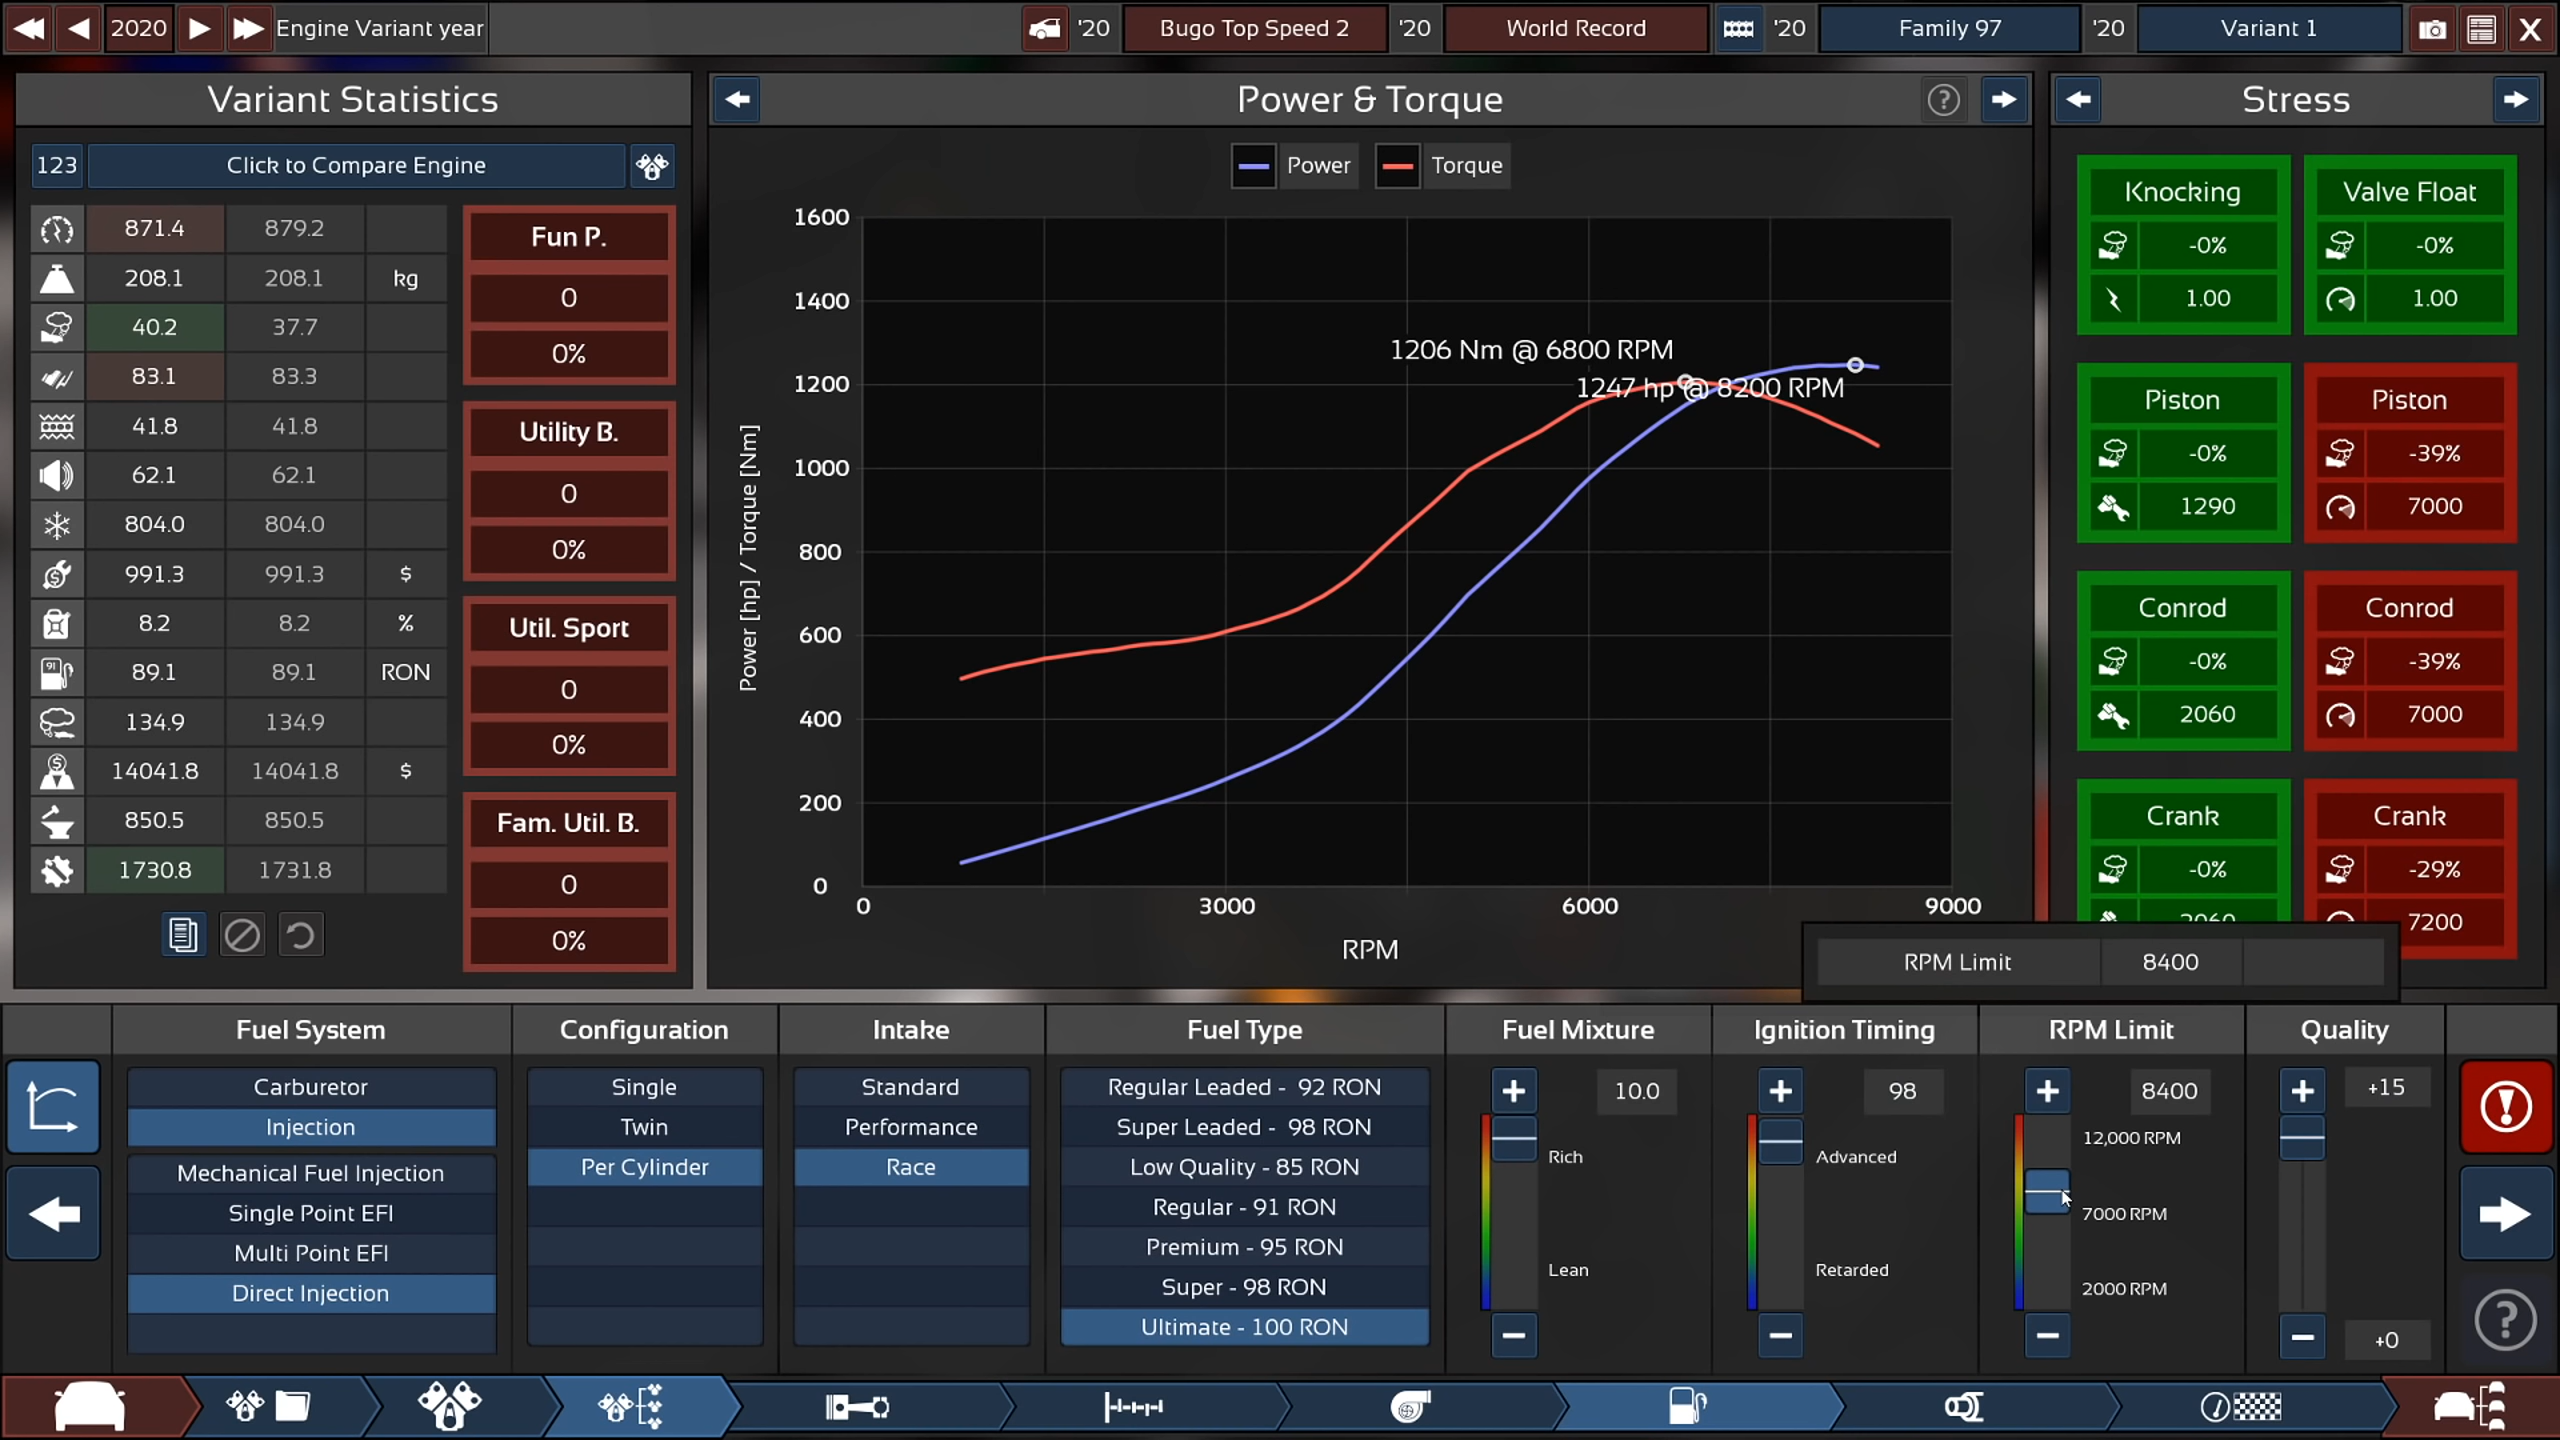 2020 Engine Variant year '20 Bugo Top Speed 2 '20 World Record '20 Family 97 '20 Variant 1 X
Variant Statistics
123 Click to Compare Engine
871.4 879.2
208.1 208.1 kg
40.2 37.7
83.1 83.3
41.8 41.8
62.1 62.1
804.0 804.0
991.3 991.3 $
8.2 8.2 %
89.1 89.1 RON
134.9 134.9
14041.8 14041.8 $
850.5 850.5
1730.8 1731.8
Fun P.
0
0%
Utility B.
0
0%
Util. Sport
0
0%
Fam. Util. B.
0
0%
Power & Torque
?
Power Torque
1600
1400
1200
1000
800
600
400
200
0
Power [hp] / Torque [Nm]
1206 Nm @ 6800 RPM
1247 hp @ 8200 RPM
0 3000 6000 9000
RPM
Stress
Knocking
-0%
1.00
Valve Float
-0%
1.00
Piston
-0%
1290
Piston
-39%
7000
Conrod
-0%
2060
Conrod
-39%
7000
Crank
-0%
2060
Crank
-29%
7200
RPM Limit 8400
Fuel System
Carburetor
Injection
Mechanical Fuel Injection
Single Point EFI
Multi Point EFI
Direct Injection
Configuration
Single
Twin
Per Cylinder
Intake
Standard
Performance
Race
Fuel Type
Regular Leaded - 92 RON
Super Leaded - 98 RON
Low Quality - 85 RON
Regular - 91 RON
Premium - 95 RON
Super - 98 RON
Ultimate - 100 RON
Fuel Mixture
10.0
Rich
Lean
Ignition Timing
98
Advanced
Retarded
RPM Limit
8400
12,000 RPM
7000 RPM
2000 RPM
Quality
+15
+0
?